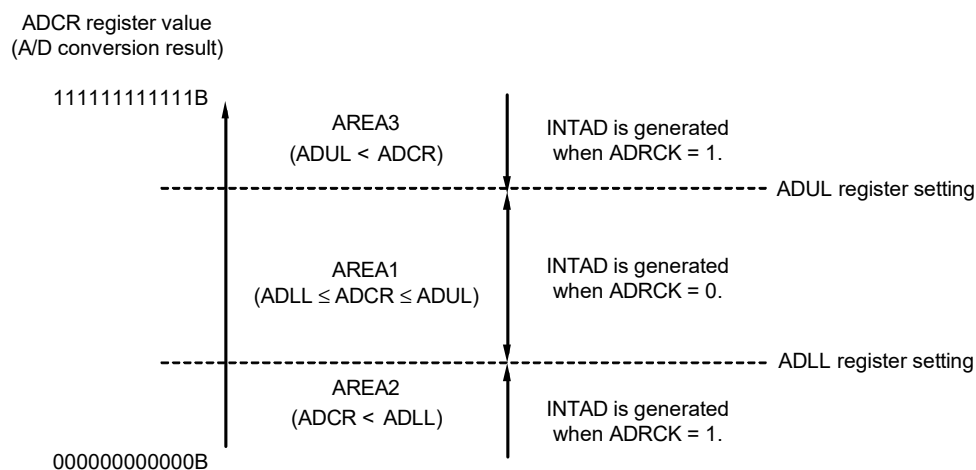 ADCR register value
(A/D conversion result)
111111111111B
AREA3
(ADUL < ADCR)
INTAD is generated
when ADRCK = 1.
ADUL register setting
AREA1
(ADLL ≤ ADCR ≤ ADUL)
INTAD is generated
when ADRCK = 0.
ADLL register setting
AREA2
(ADCR < ADLL)
INTAD is generated
when ADRCK = 1.
000000000000B